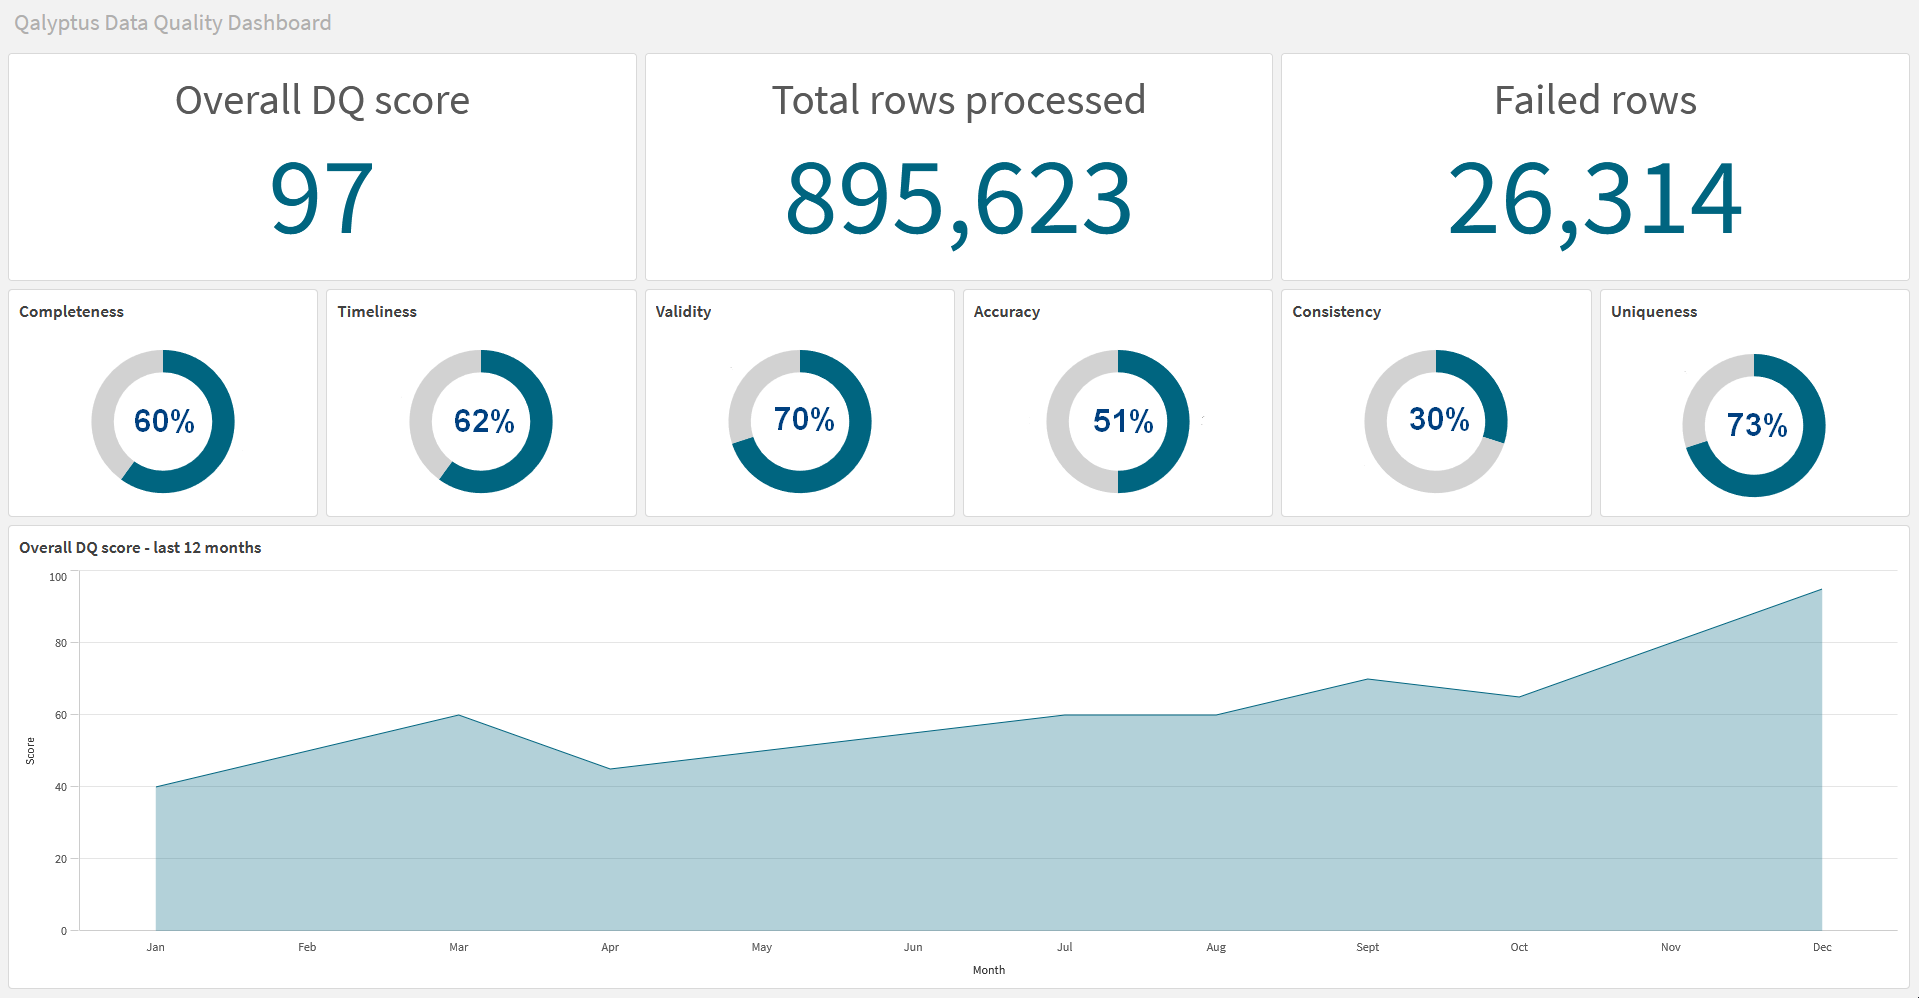 Qalyptus Data Quality Dashboard
Overall DQ score
97
Total rows processed
895,623
Failed rows
26,314
Completeness
60%
Timeliness
62%
Validity
70%
Accuracy
51%
Consistency
30%
Uniqueness
73%
Overall DQ score - last 12 months
100
80
60
40
20
0
Score
Jan Feb Mar Apr May Jun Jul Aug Sept Oct Nov Dec
Month